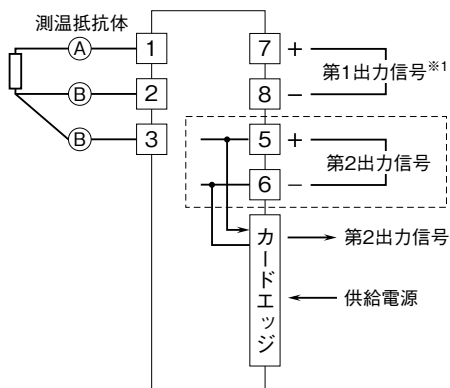 測温抵抗体
A 1 7 +
第1出力信号※1
B 2 8 −
B 3 5 +
第2出力信号
6 −
カードエッジ
第2出力信号
供給電源